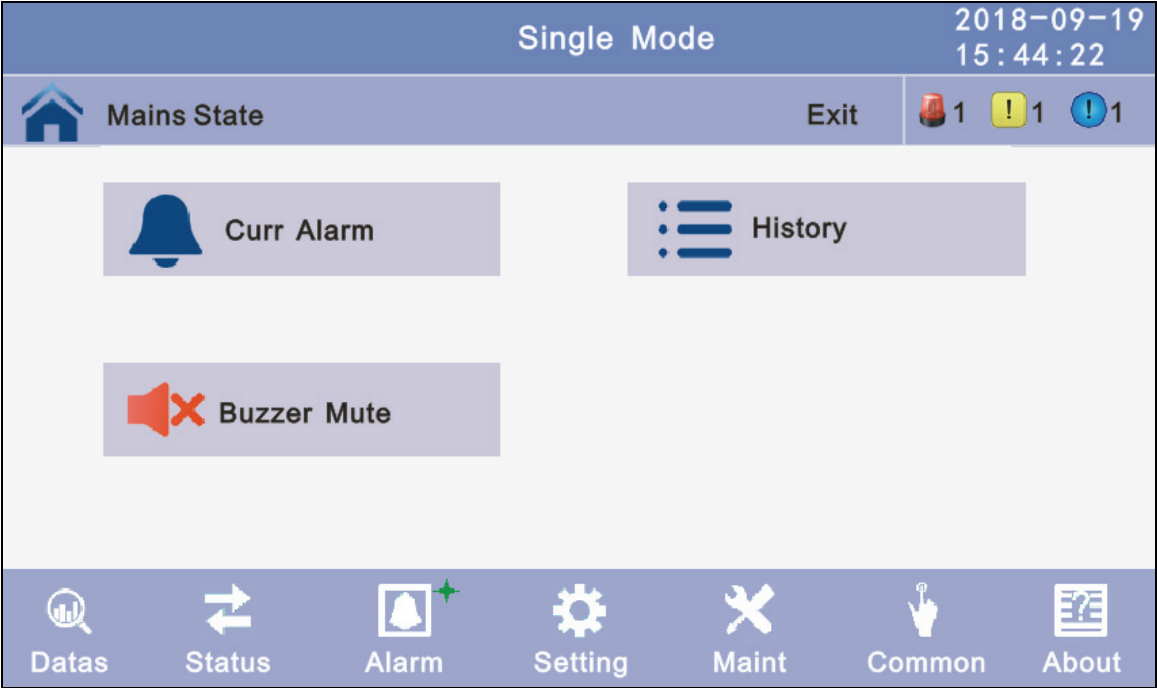 Single Mode
2018-09-19
15:44:22
Mains State
Exit
1
! 1
! 1
Curr Alarm
History
Buzzer Mute
Datas
Status
Alarm
Setting
Maint
Common
?
About